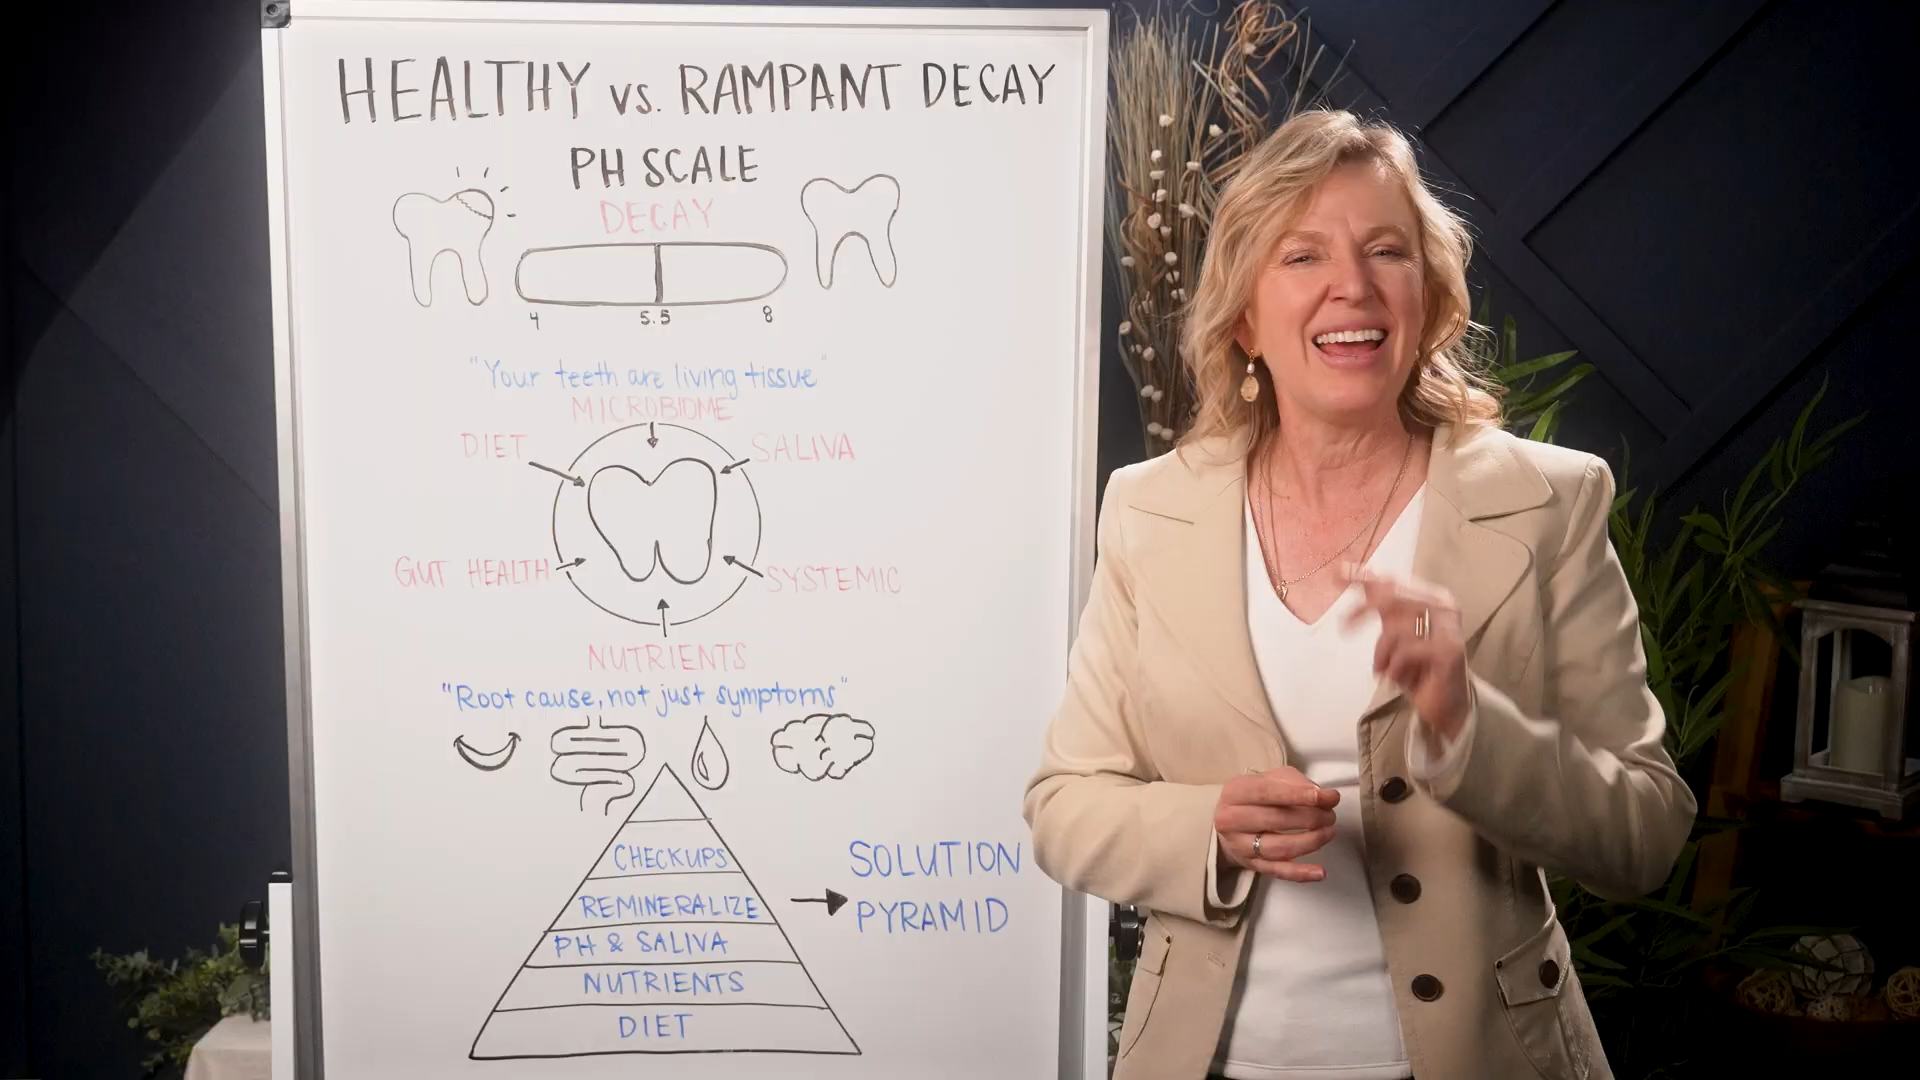 HEALTHY vs. RAMPANT DECAY
PH SCALE
DECAY
4 5.5 8
"Your teeth are living tissue"
MICROBIOME
DIET SALIVA
GUT HEALTH SYSTEMIC
NUTRIENTS
"Root cause, not just symptoms"
CHECKUPS
REMINERALIZE
PH & SALIVA
NUTRIENTS
DIET
SOLUTION
PYRAMID